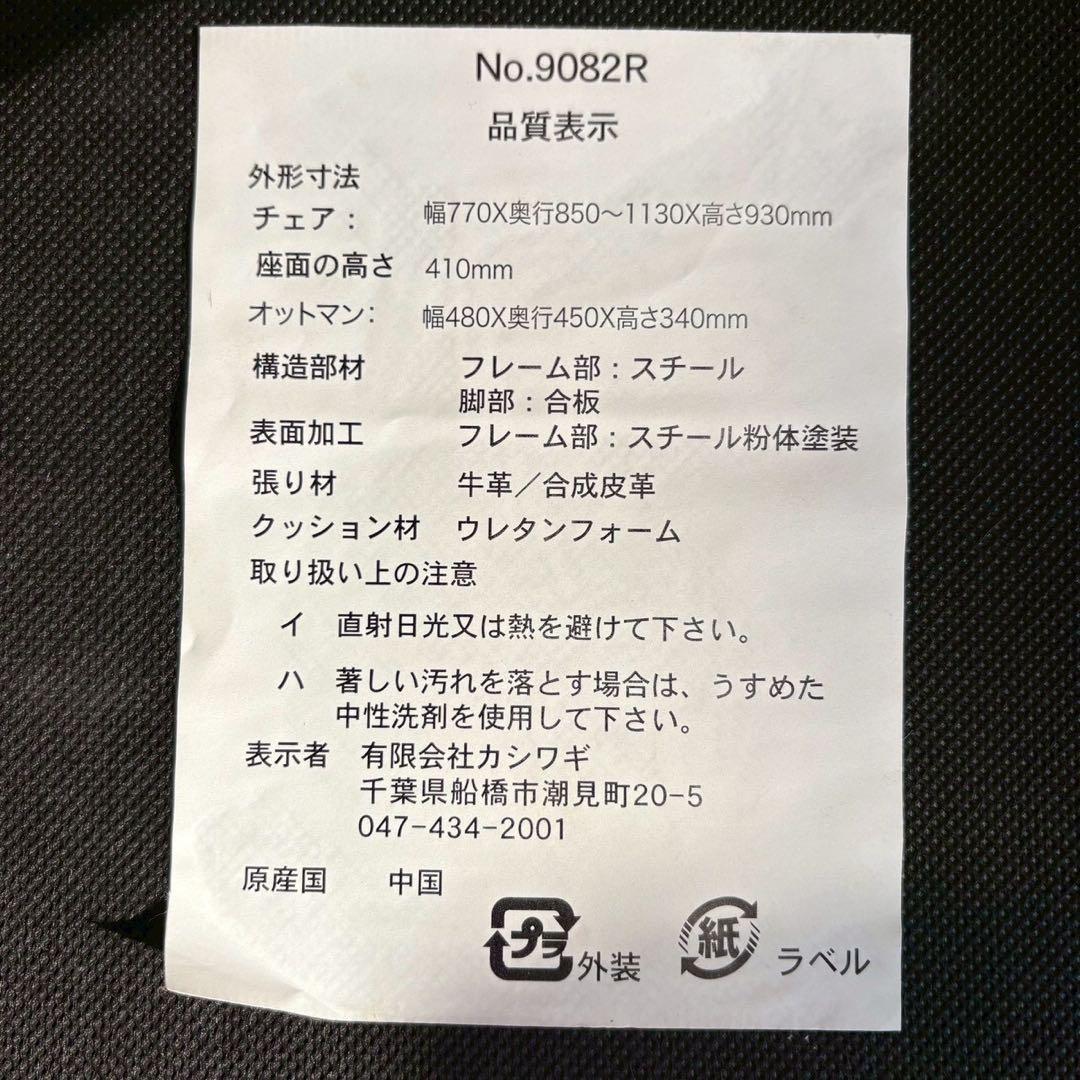 No.9082R
品質表示
外形寸法
チェア： 幅770X奥行850〜1130X高さ930mm
座面の高さ 410mm
オットマン： 幅480X奥行450X高さ340mm
構造部材 フレーム部：スチール
脚部：合板
表面加工 フレーム部：スチール粉体塗装
張り材 牛革／合成皮革
クッション材 ウレタンフォーム
取り扱い上の注意
イ 直射日光又は熱を避けて下さい。
ハ 著しい汚れを落とす場合は、うすめた
中性洗剤を使用して下さい。
表示者 有限会社カシワギ
千葉県船橋市潮見町20-5
047-434-2001
原産国 中国
プラ 外装 紙 ラベル